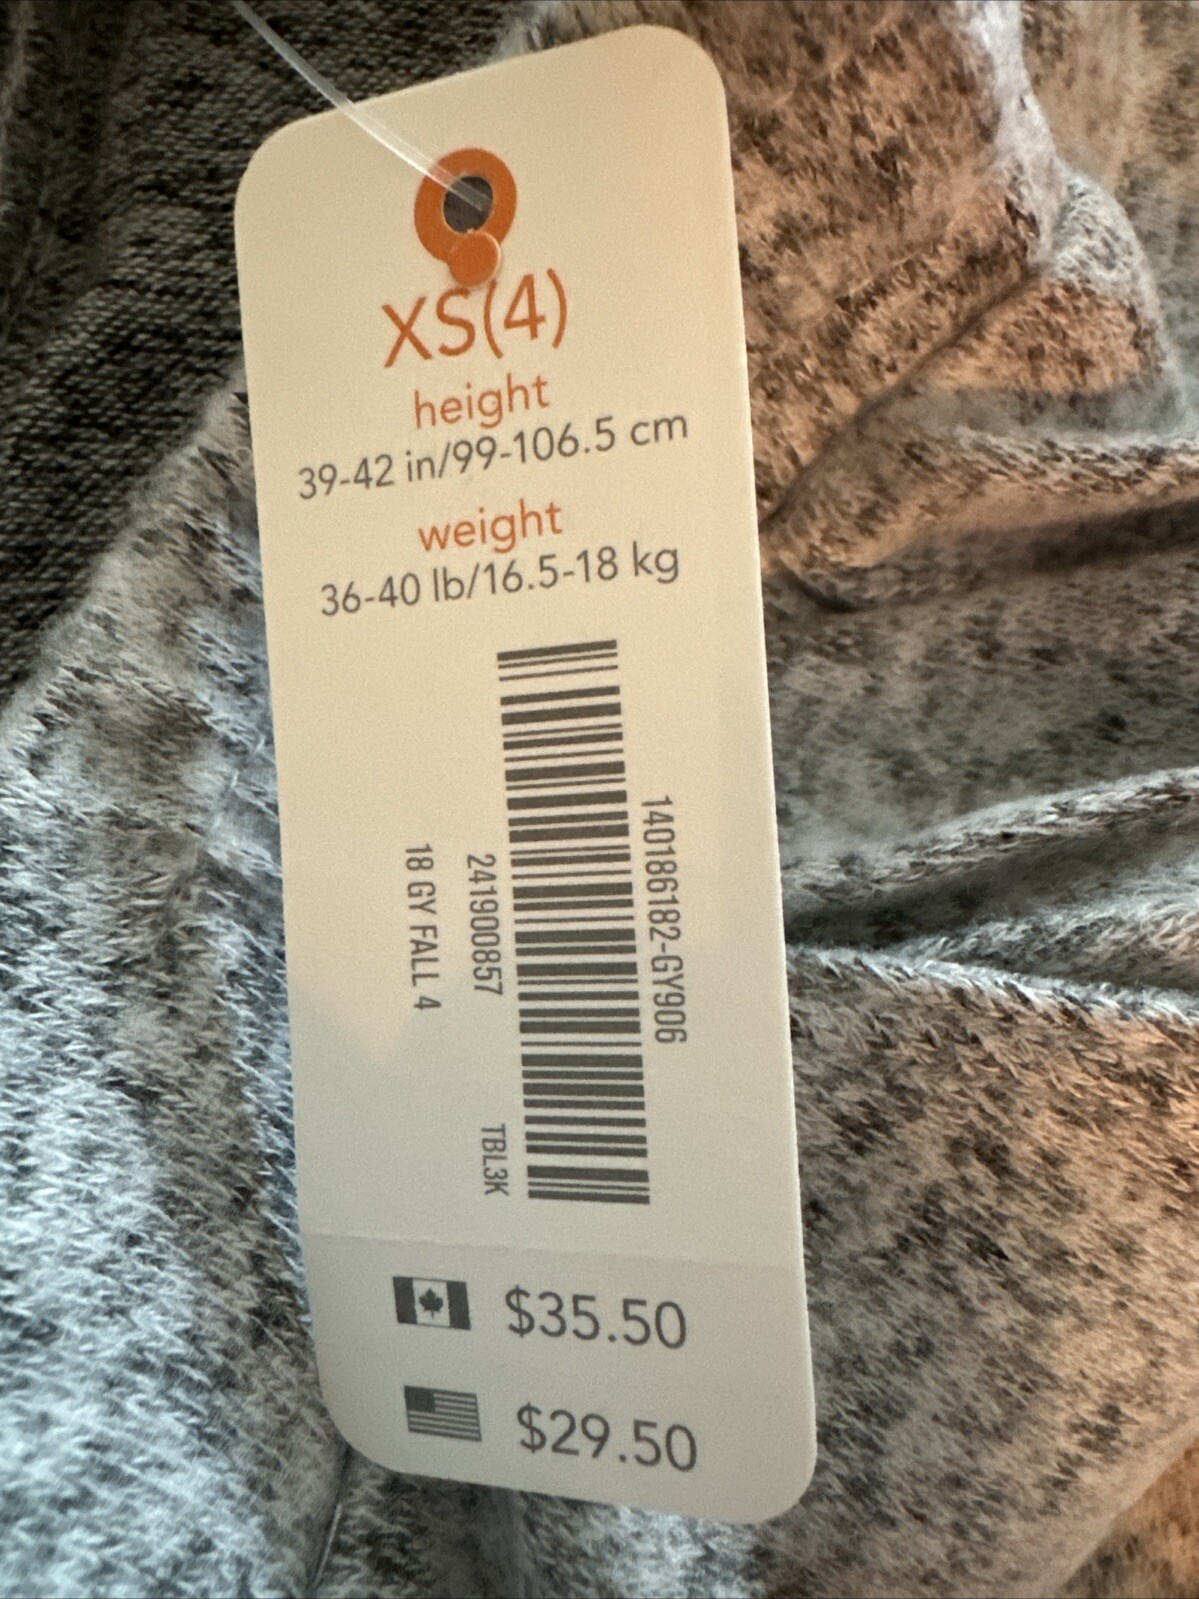 XS(4)
height
39-42 in/99-106.5 cm
weight
36-40 lb/16.5-18 kg
140186182-GY906
241900857
TBL3K
18 GY FALL 4
$35.50
$29.50